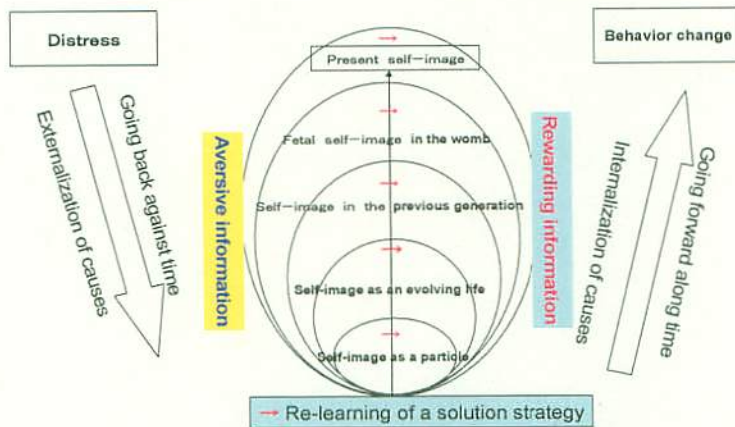 Distress
Going back against time
Externalization of causes
Aversive information
→
Present self-image
→
Fetal self-image in the womb
→
Self-image in the previous generation
→
Self-image as an evolving life
→
Self-image as a particle
Rewarding information
Behavior change
Internalization of causes
Going forward along time
→ Re-learning of a solution strategy